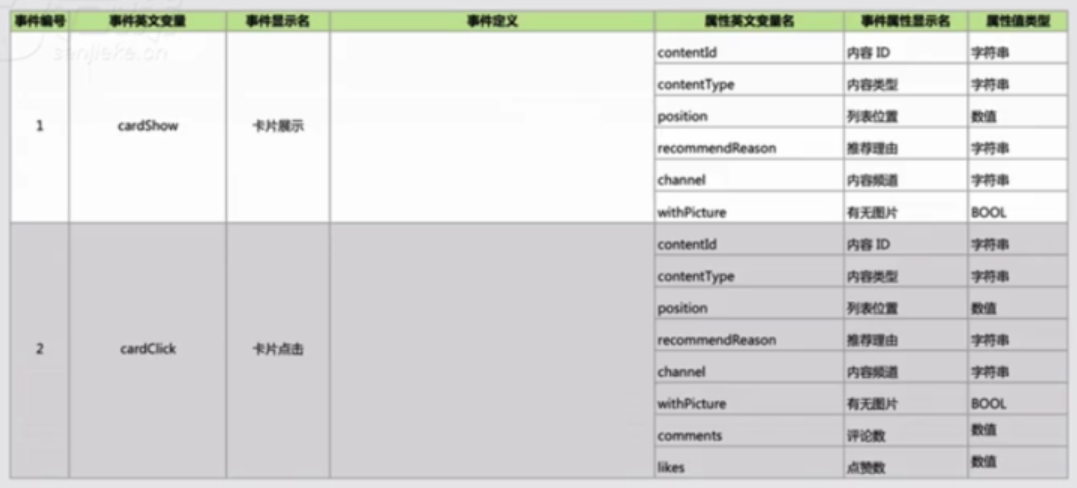 事件编号 事件英文变量 事件显示名 事件定义 属性英文变量名 事件属性显示名 属性值类型
sanjieke.cn
contentId 内容 ID 字符串
contentType 内容类型 字符串
position 列表位置 数值
1 cardShow 卡片展示
recommendReason 推荐理由 字符串
channel 内容频道 字符串
withPicture 有无图片 BOOL
contentId 内容 ID 字符串
contentType 内容类型 字符串
position 列表位置 数值
recommendReason 推荐理由 字符串
2 cardClick 卡片点击
channel 内容频道 字符串
withPicture 有无图片 BOOL
comments 评论数 数值
likes 点赞数 数值